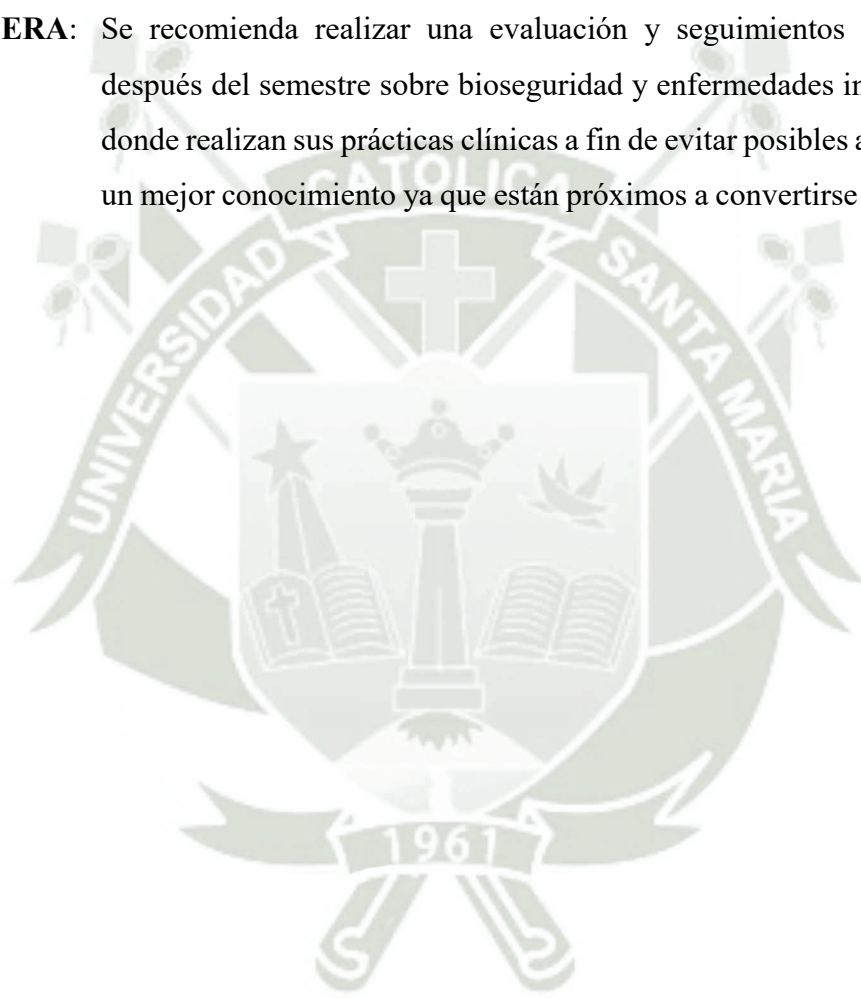 ERA: Se recomienda realizar una evaluación y seguimientos
después del semestre sobre bioseguridad y enfermedades
donde realizan sus prácticas clínicas a fin de evitar posibles
un mejor conocimiento ya que están próximos a convertirse
CATOLICA
UNIVERSIDAD
SANTA MARIA
1961